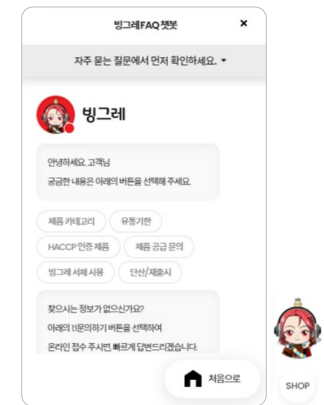 빙그레 FAQ 챗봇 ×
자주 묻는 질문에서 먼저 확인하세요. ▾
빙그레
안녕하세요. 고객님
궁금한 내용은 아래의 버튼을 선택해 주세요.
제품 카테고리 유통기한
HACCP 인증 제품 제품 공급 문의
빙그레 서체 사용 단산/재출시
찾으시는 정보가 없으신가요?
아래의 1:1문의하기 버튼을 선택하여
온라인 접수 주시면, 빠르게 답변드리겠습니다.
처음으로
SHOP